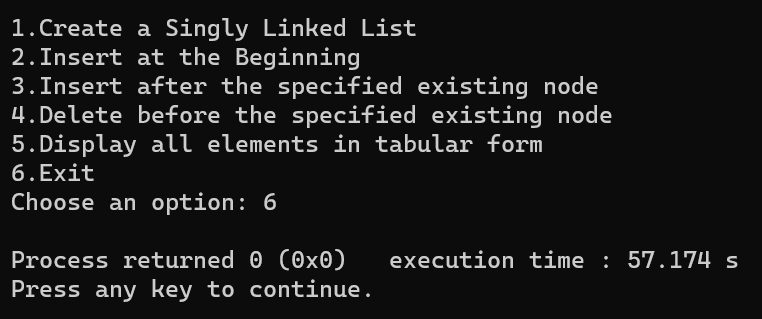 1.Create a Singly Linked List
2.Insert at the Beginning
3.Insert after the specified existing node
4.Delete before the specified existing node
5.Display all elements in tabular form
6.Exit
Choose an option: 6

Process returned 0 (0x0)   execution time : 57.174 s
Press any key to continue.